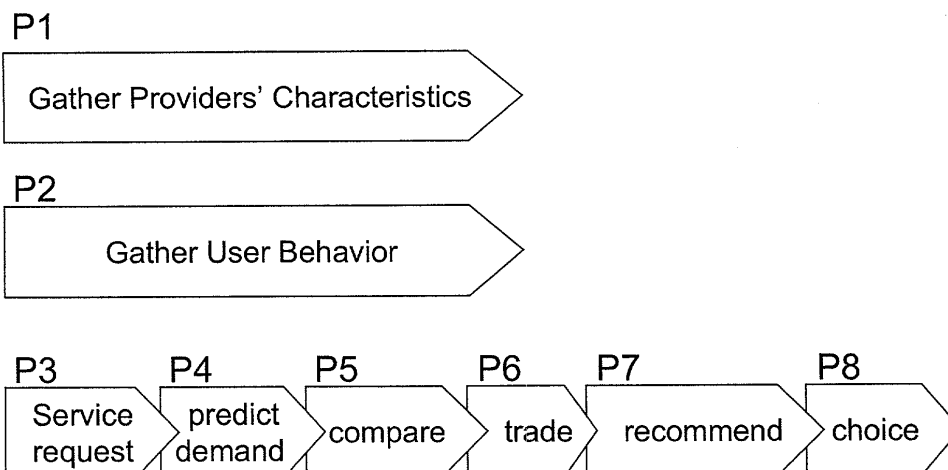 P1
Gather Providers' Characteristics
P2
Gather User Behavior
P3 P4 P5 P6 P7 P8
Service request
predict demand
compare
trade
recommend
choice